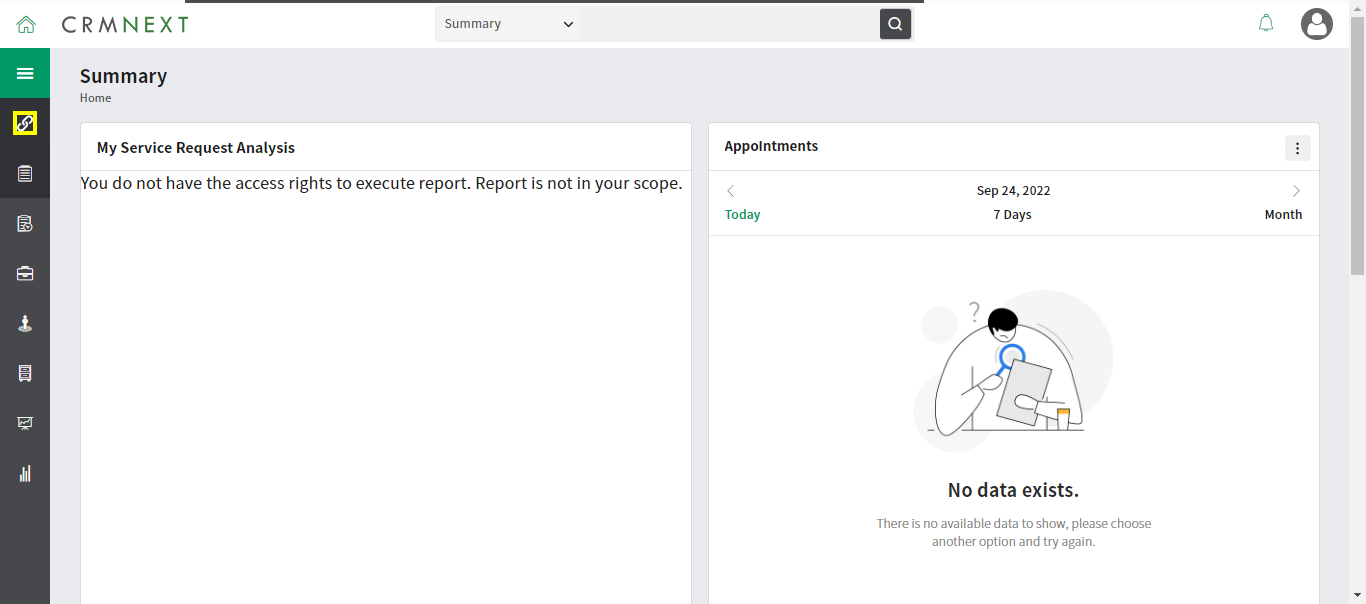 CRMNEXT
Summary
Summary
Home
My Service Request Analysis
You do not have the access rights to execute report. Report is not in your scope.
Appointments
Sep 24, 2022
Today
7 Days
Month
?
No data exists.
There is no available data to show, please choose
another option and try again.